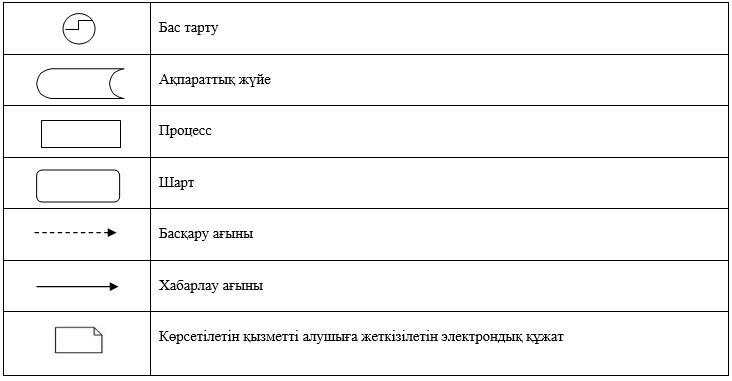 Бас тарту
Ақпараттық жүйе
Процесс
Шарт
Басқару ағыны
Хабарлау ағыны
Көрсетілетін қызметті алушыға жеткізілетін электрондық құжат